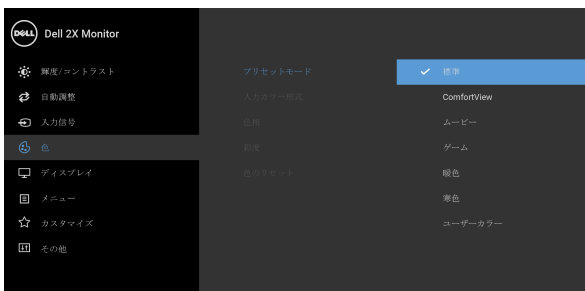 DELL
Dell 2X Monitor
輝度/コントラスト
自動調整
入力信号
色
ディスプレイ
メニュー
カスタマイズ
その他
プリセットモード
入力カラー形式
色相
彩度
色のリセット
標準
ComfortView
ムービー
ゲーム
暖色
寒色
ユーザーカラー